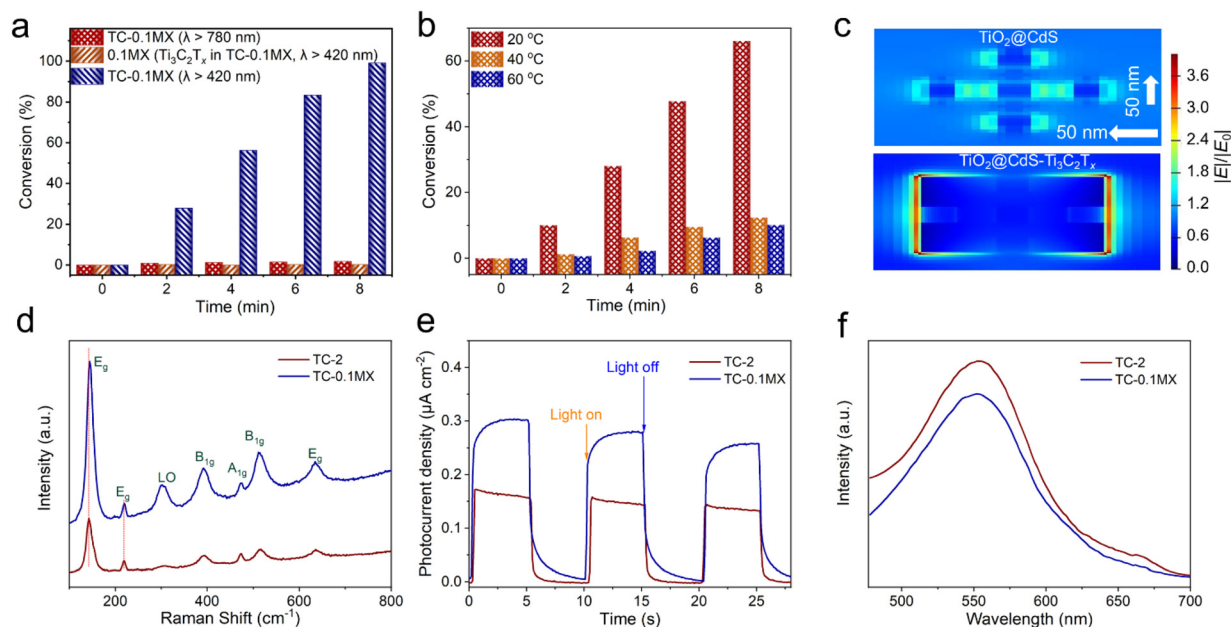 a
TC-0.1MX (λ > 780 nm)
0.1MX (Ti₃C₂Tₓ in TC-0.1MX, λ > 420 nm)
TC-0.1MX (λ > 420 nm)
Conversion (%)
100
80
60
40
20
0
0 2 4 6 8
Time (min)
b
20 °C
40 °C
60 °C
Conversion (%)
60
40
20
0
0 2 4 6 8
Time (min)
c
TiO₂@CdS
50 nm
50 nm
TiO₂@CdS-Ti₃C₂Tₓ
3.6
3.0
2.4
1.8
1.2
0.6
0.0
|E|/|E₀|
d
TC-2
TC-0.1MX
E_g
E_g
LO
B₁g
A₁g
B₁g
E_g
Intensity (a.u.)
200 400 600 800
Raman Shift (cm⁻¹)
e
TC-2
TC-0.1MX
Light off
Light on
Photocurrent density (μA cm⁻²)
0.4
0.3
0.2
0.1
0.0
0 5 10 15 20 25
Time (s)
f
TC-2
TC-0.1MX
Intensity (a.u.)
500 550 600 650 700
Wavelength (nm)